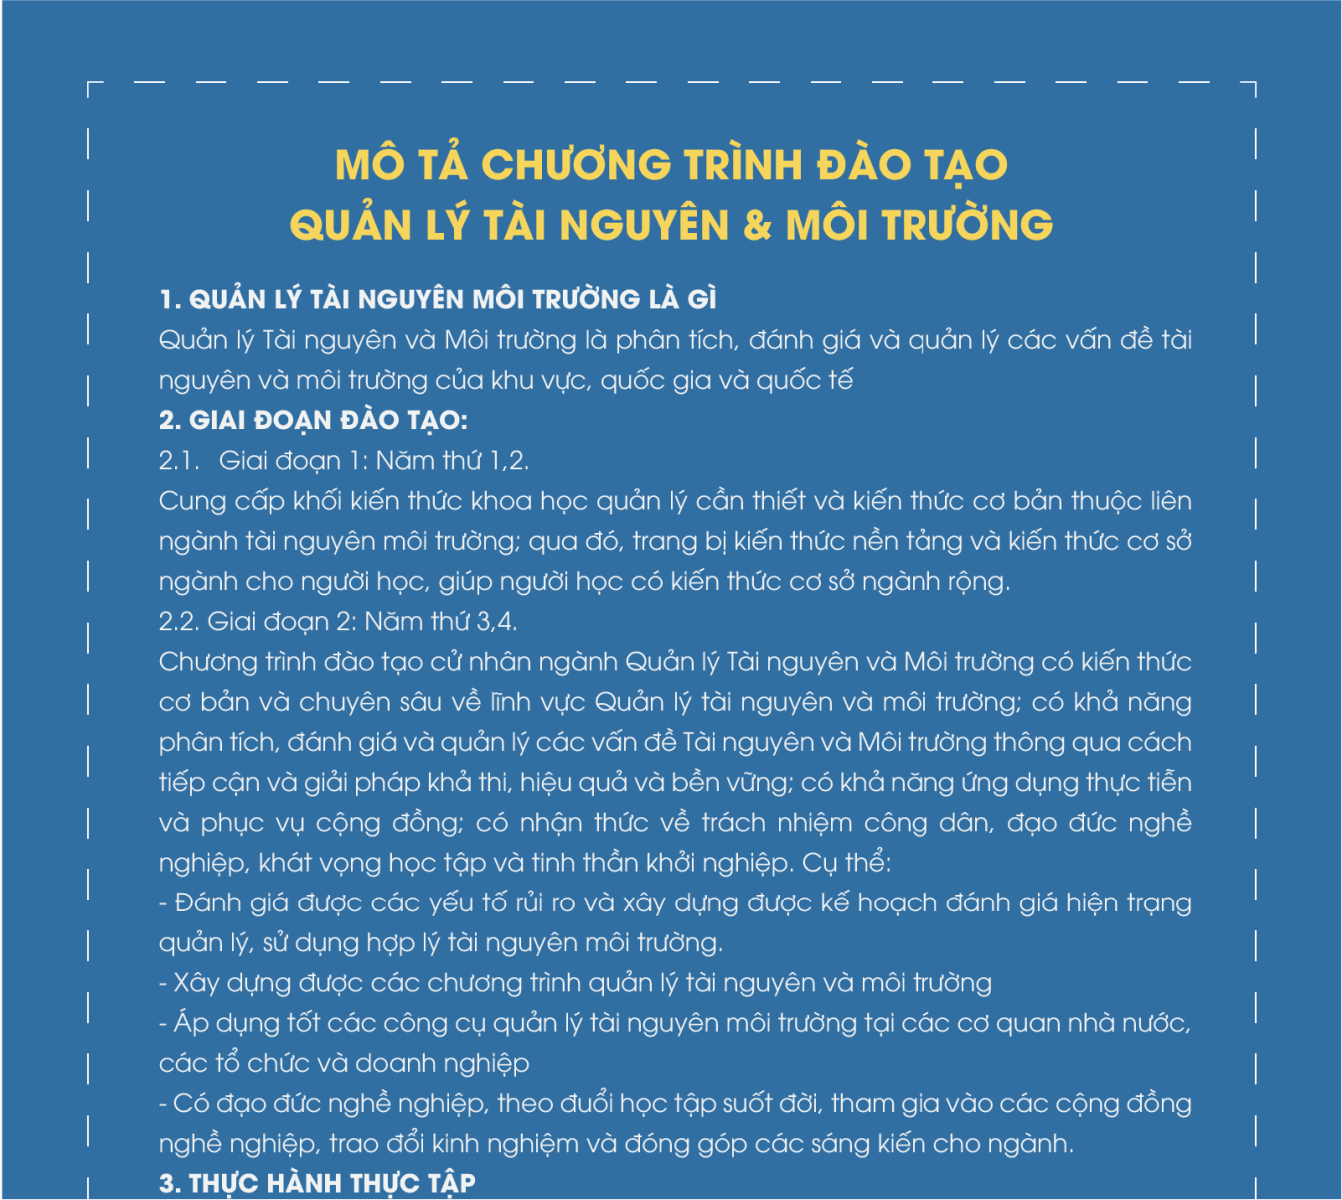 MÔ TẢ CHƯƠNG TRÌNH ĐÀO TẠO
QUẢN LÝ TÀI NGUYÊN & MÔI TRƯỜNG
1. QUẢN LÝ TÀI NGUYÊN MÔI TRƯỜNG LÀ GÌ
Quản lý Tài nguyên và Môi trường là phân tích, đánh giá và quản lý các vấn đề tài
nguyên và môi trường của khu vực, quốc gia và quốc tế
2. GIAI ĐOẠN ĐÀO TẠO:
2.1. Giai đoạn 1: Năm thứ 1,2.
Cung cấp khối kiến thức khoa học quản lý cần thiết và kiến thức cơ bản thuộc liên
ngành tài nguyên môi trường; qua đó, trang bị kiến thức nền tảng và kiến thức cơ sở
ngành cho người học, giúp người học có kiến thức cơ sở ngành rộng.
2.2. Giai đoạn 2: Năm thứ 3,4.
Chương trình đào tạo cử nhân ngành Quản lý Tài nguyên và Môi trường có kiến thức
cơ bản và chuyên sâu về lĩnh vực Quản lý tài nguyên và môi trường; có khả năng
phân tích, đánh giá và quản lý các vấn đề Tài nguyên và Môi trường thông qua cách
tiếp cận và giải pháp khả thi, hiệu quả và bền vững; có khả năng ứng dụng thực tiễn
và phục vụ cộng đồng; có nhận thức về trách nhiệm công dân, đạo đức nghề
nghiệp, khát vọng học tập và tinh thần khởi nghiệp. Cụ thể:
- Đánh giá được các yếu tố rủi ro và xây dựng được kế hoạch đánh giá hiện trạng
quản lý, sử dụng hợp lý tài nguyên môi trường.
- Xây dựng được các chương trình quản lý tài nguyên và môi trường
- Áp dụng tốt các công cụ quản lý tài nguyên môi trường tại các cơ quan nhà nước,
các tổ chức và doanh nghiệp
- Có đạo đức nghề nghiệp, theo đuổi học tập suốt đời, tham gia vào các cộng đồng
nghề nghiệp, trao đổi kinh nghiệm và đóng góp các sáng kiến cho ngành.
3. THỰC HÀNH THỰC TẬP